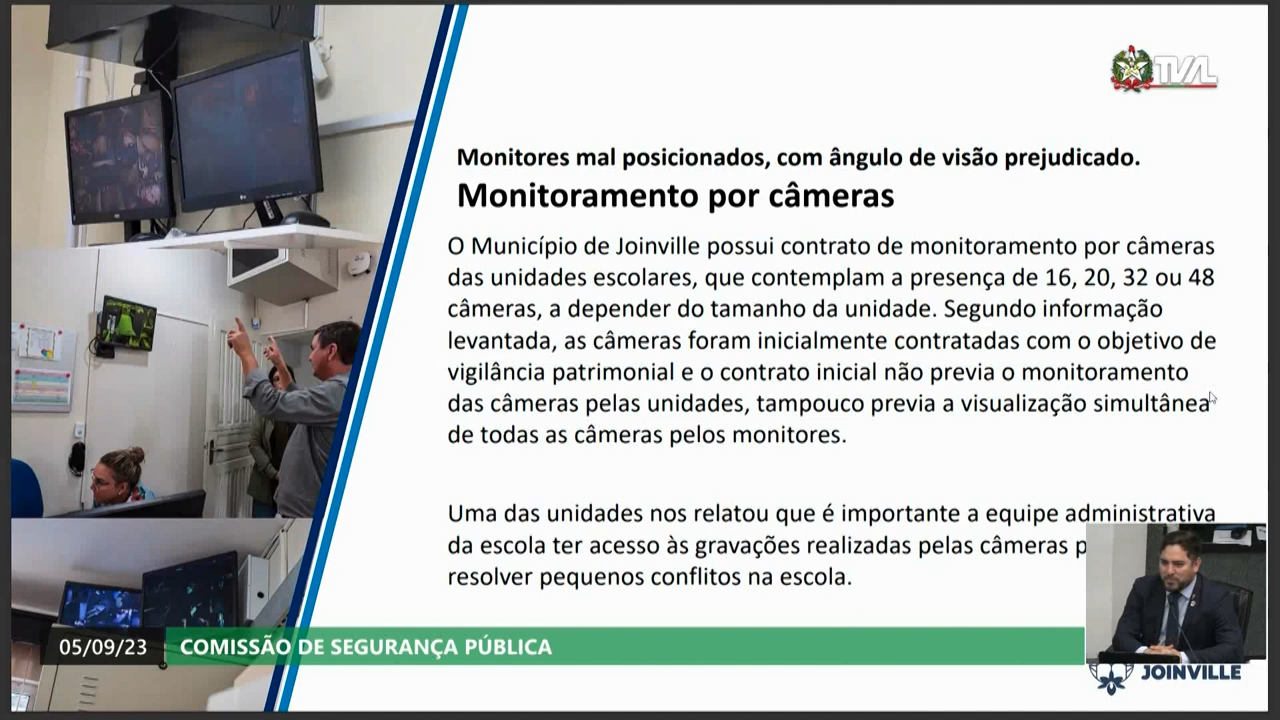 TVAL
Monitores mal posicionados, com ângulo de visão prejudicado.
Monitoramento por câmeras
O Município de Joinville possui contrato de monitoramento por câmeras
das unidades escolares, que contemplam a presença de 16, 20, 32 ou 48
câmeras, a depender do tamanho da unidade. Segundo informação
levantada, as câmeras foram inicialmente contratadas com o objetivo de
vigilância patrimonial e o contrato inicial não previa o monitoramento
das câmeras pelas unidades, tampouco previa a visualização simultânea
de todas as câmeras pelos monitores.
Uma das unidades nos relatou que é importante a equipe administrativa
da escola ter acesso às gravações realizadas pelas câmeras p
resolver pequenos conflitos na escola.
05/09/23 COMISSÃO DE SEGURANÇA PÚBLICA
JOINVILLE